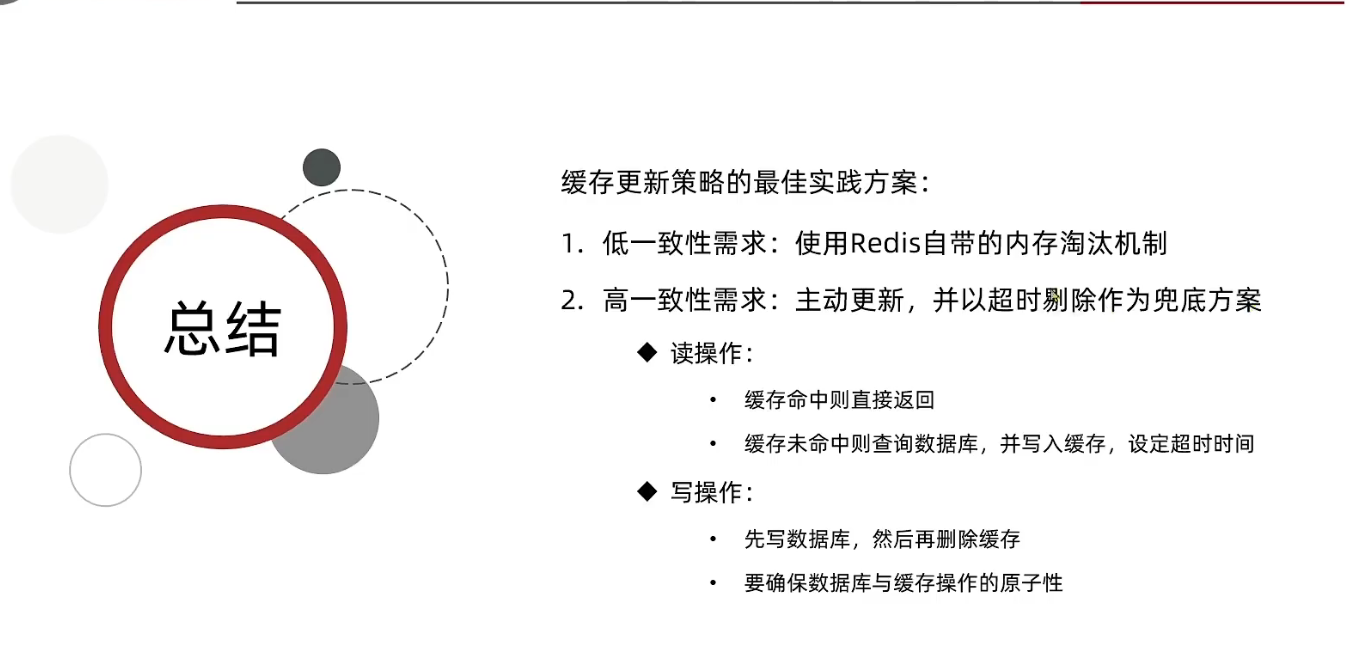 总结
缓存更新策略的最佳实践方案：
1. 低一致性需求：使用Redis自带的内存淘汰机制
2. 高一致性需求：主动更新，并以超时剔除作为兜底方案
◆ 读操作：
• 缓存命中则直接返回
• 缓存未命中则查询数据库，并写入缓存，设定超时时间
◆ 写操作：
• 先写数据库，然后再删除缓存
• 要确保数据库与缓存操作的原子性